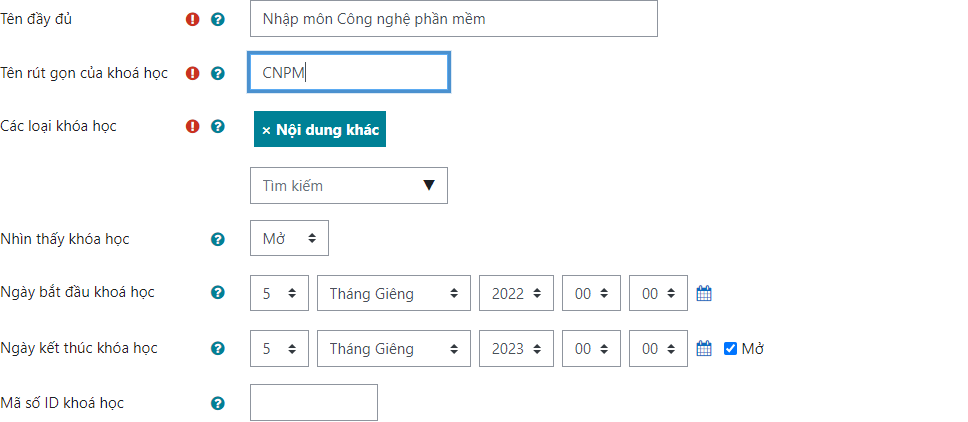 Tên đầy đủ Nhập môn Công nghệ phần mềm
Tên rút gọn của khoá học CNPM
Các loại khóa học × Nội dung khác
Tìm kiếm
Nhìn thấy khóa học Mở
Ngày bắt đầu khoá học 5 Tháng Giêng 2022 00 00
Ngày kết thúc khóa học 5 Tháng Giêng 2023 00 00 Mở
Mã số ID khoá học